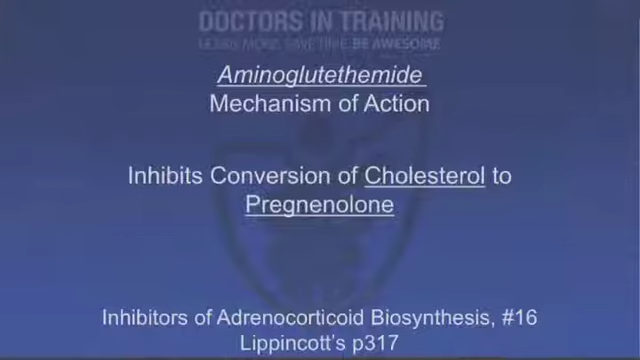 DOCTORS IN TRAINING
LEARN MORE. SAVE TIME. BE AWESOME
Aminoglutethemide
Mechanism of Action
Inhibits Conversion of Cholesterol to
Pregnenolone
Inhibitors of Adrenocorticoid Biosynthesis, #16
Lippincott's p317